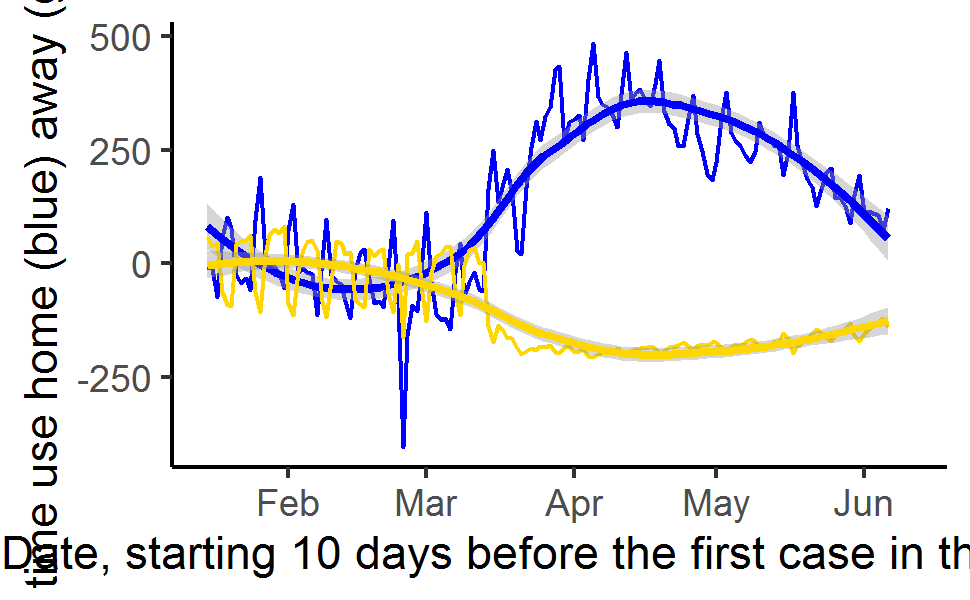 time use home (blue) away (
500
250
0
-250
Feb Mar Apr May Jun
Date, starting 10 days before the first case in th